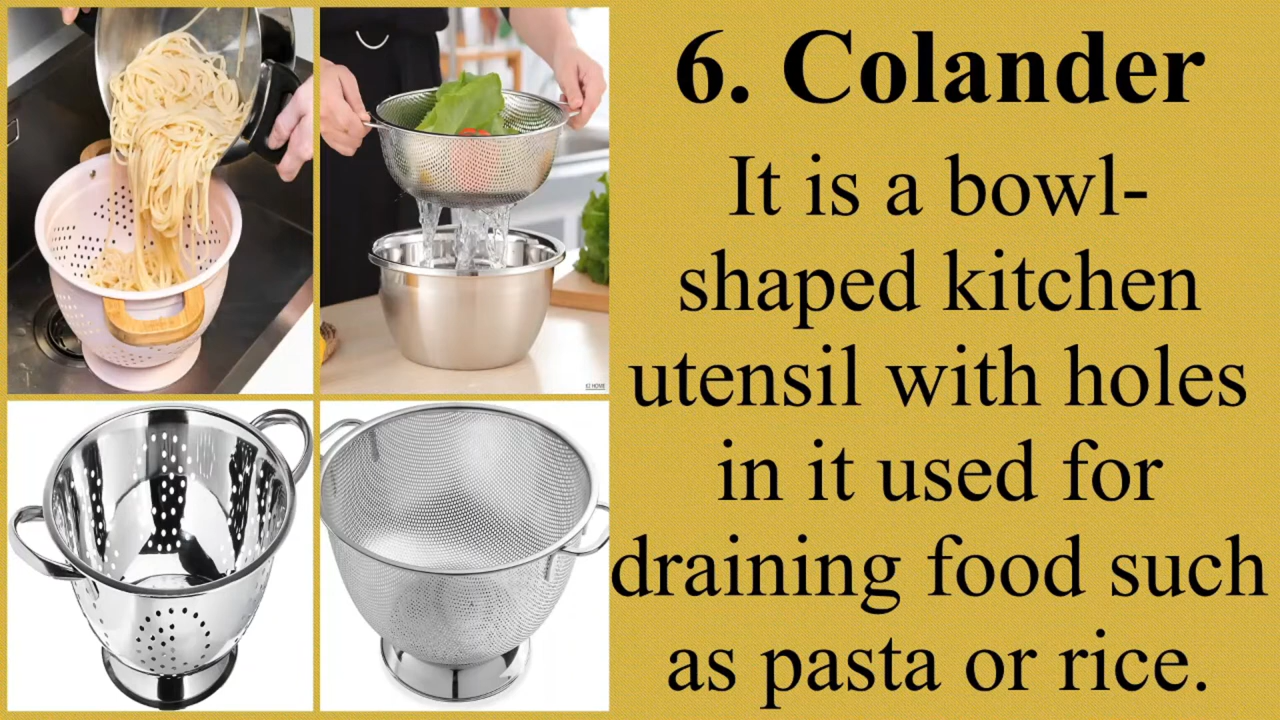 6. Colander
It is a bowl-
shaped kitchen
utensil with holes
in it used for
draining food such
as pasta or rice.